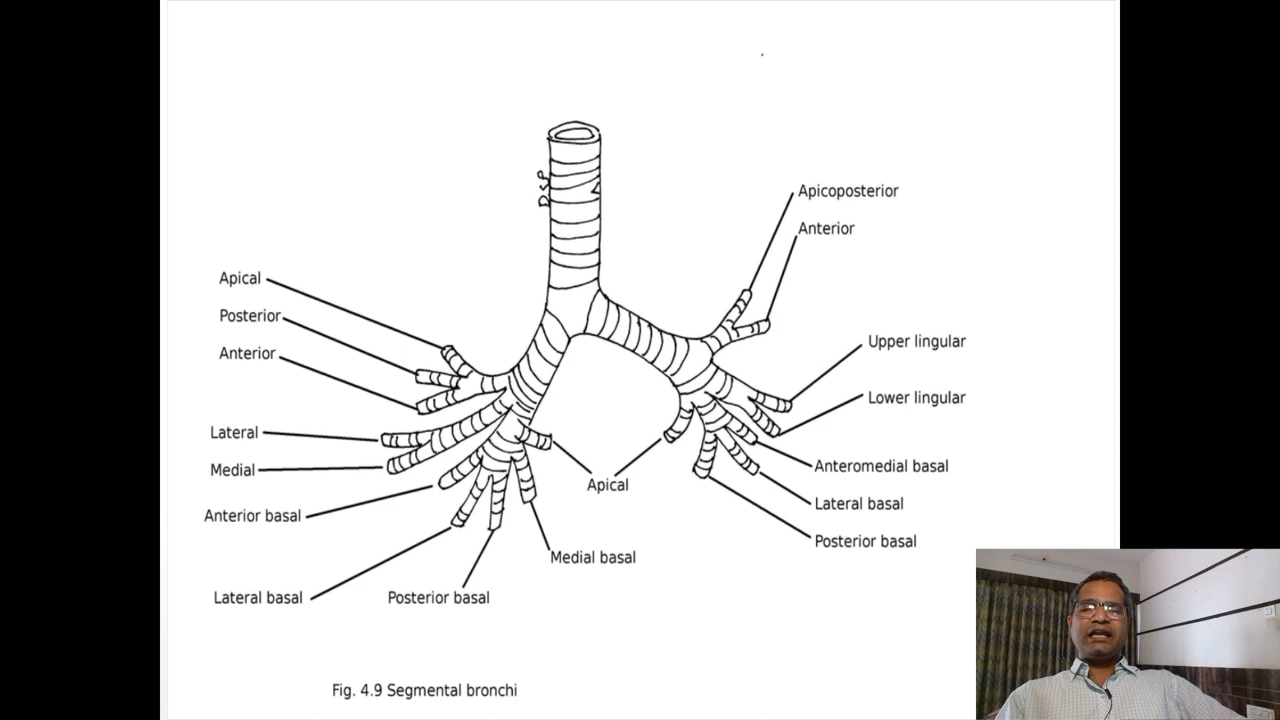 DSP
Apicoposterior
Anterior
Apical
Posterior
Anterior
Upper lingular
Lower lingular
Lateral
Medial
Anteromedial basal
Apical
Lateral basal
Anterior basal
Posterior basal
Medial basal
Lateral basal
Posterior basal
Fig. 4.9 Segmental bronchi